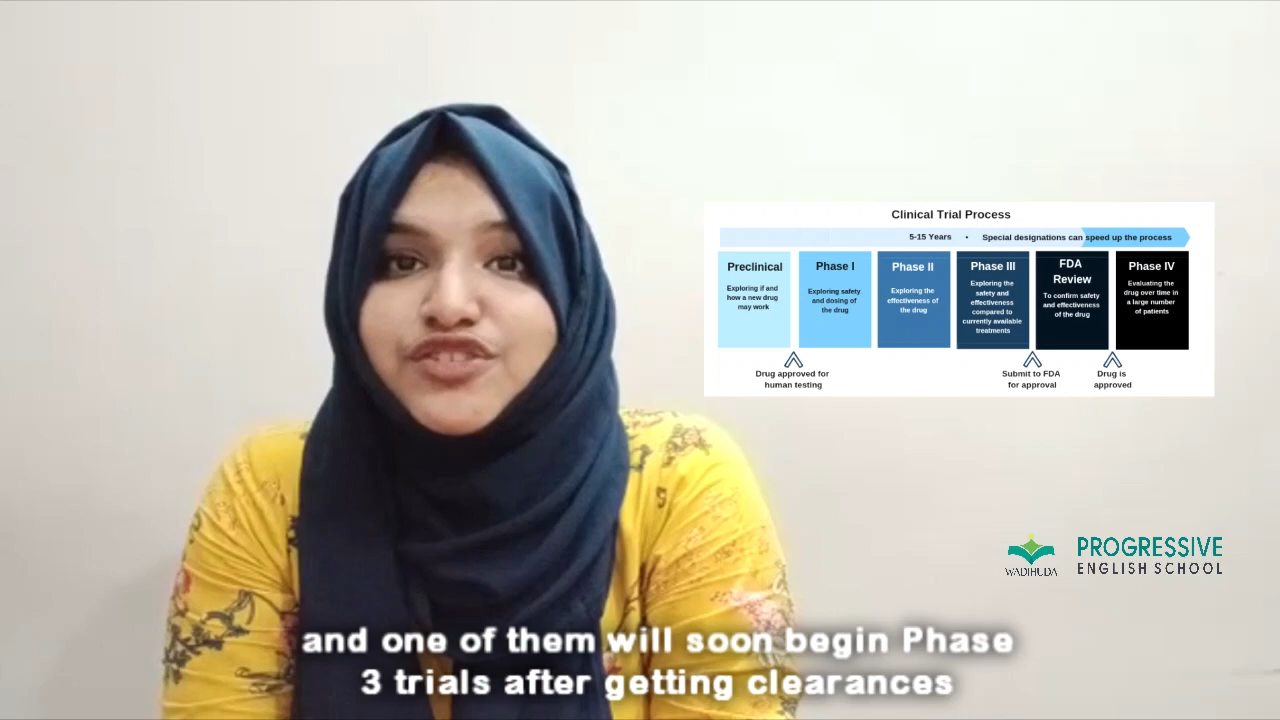 Clinical Trial Process
5-15 Years • Special designations can speed up the process
Preclinical
Exploring if and
how a new drug
may work
Phase I
Exploring safety
and dosing of
the drug
Phase II
Exploring the
effectiveness of
the drug
Phase III
Exploring the
safety and
effectiveness
compared to
currently available
treatments
FDA
Review
To confirm safety
and effectiveness
of the drug
Phase IV
Evaluating the
drug over time in
a large number
of patients
Drug approved for
human testing
Submit to FDA
for approval
Drug is
approved
WADIHUDA
PROGRESSIVE
ENGLISH SCHOOL
and one of them will soon begin Phase
3 trials after getting clearances